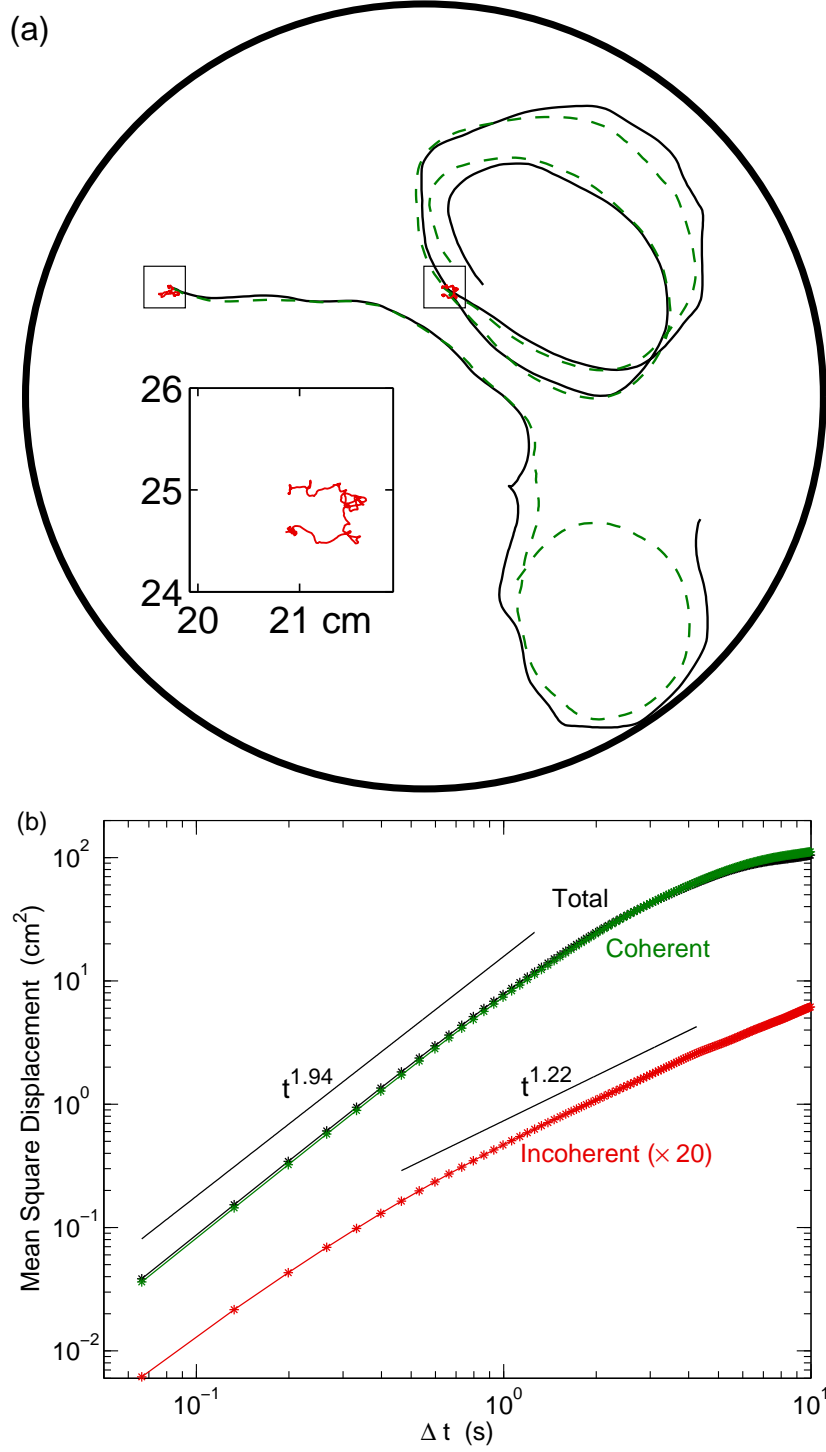 (a)
26
25
24
20
21 cm
(b)
Mean Square Displacement (cm²)
10²
10¹
10⁰
10⁻¹
10⁻²
Total
Coherent
t¹·⁹⁴
t¹·²²
Incoherent (× 20)
10⁻¹
10⁰
10¹
Δ t (s)